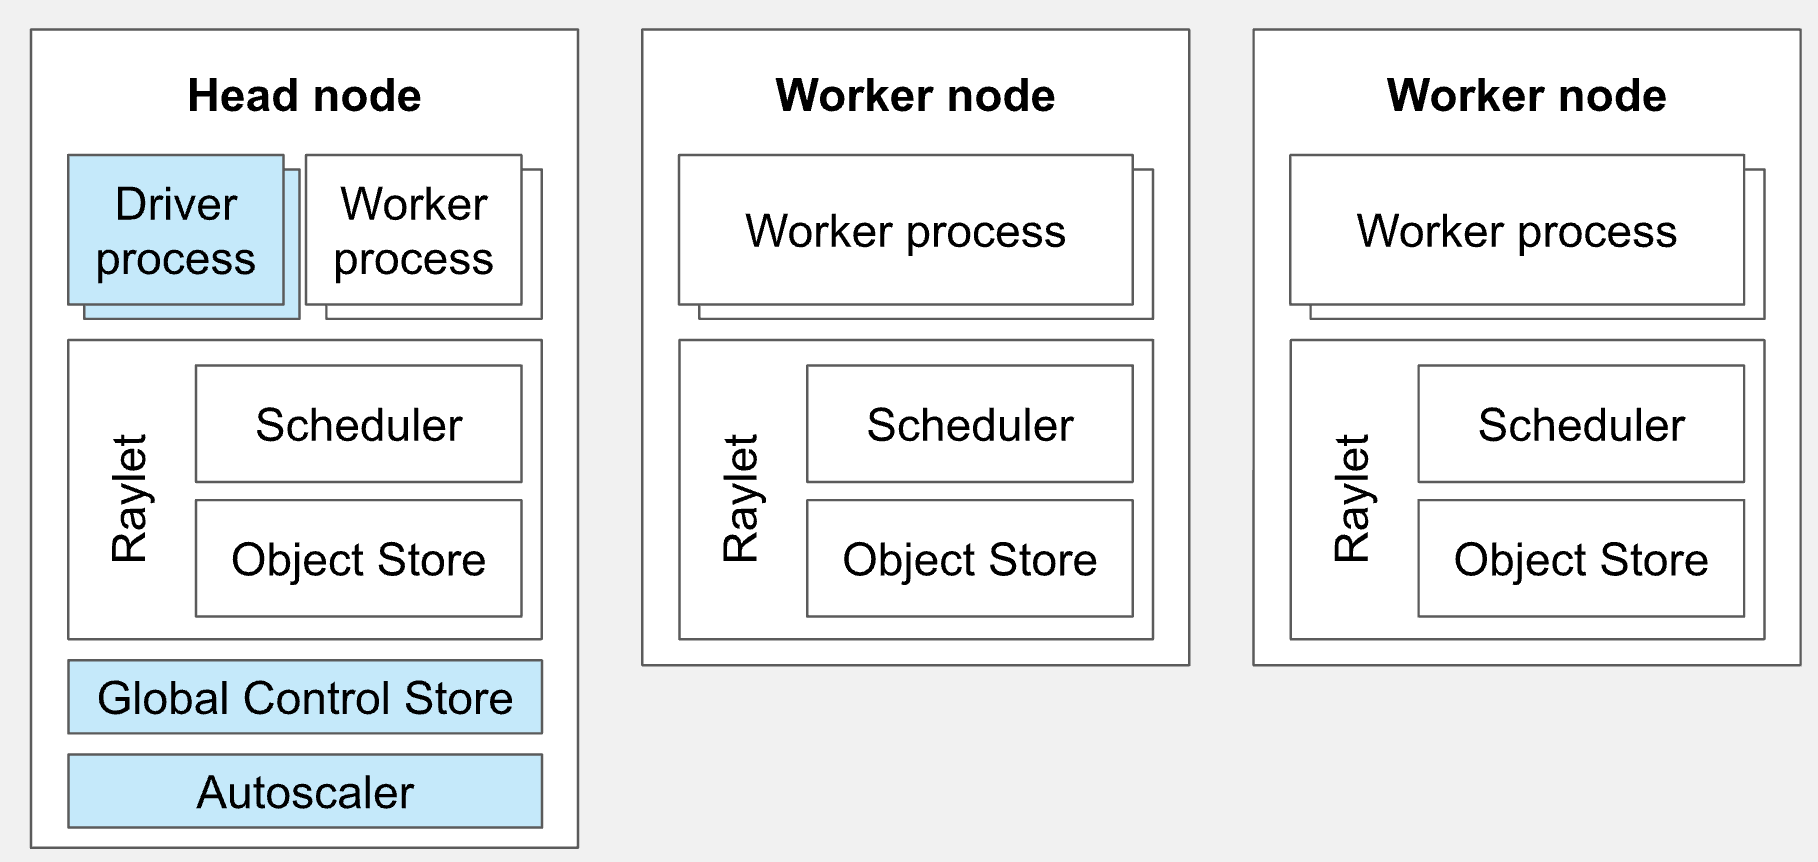 Head node
Driver
process
Worker
process
Raylet
Scheduler
Object Store
Global Control Store
Autoscaler
Worker node
Worker process
Raylet
Scheduler
Object Store
Worker node
Worker process
Raylet
Scheduler
Object Store